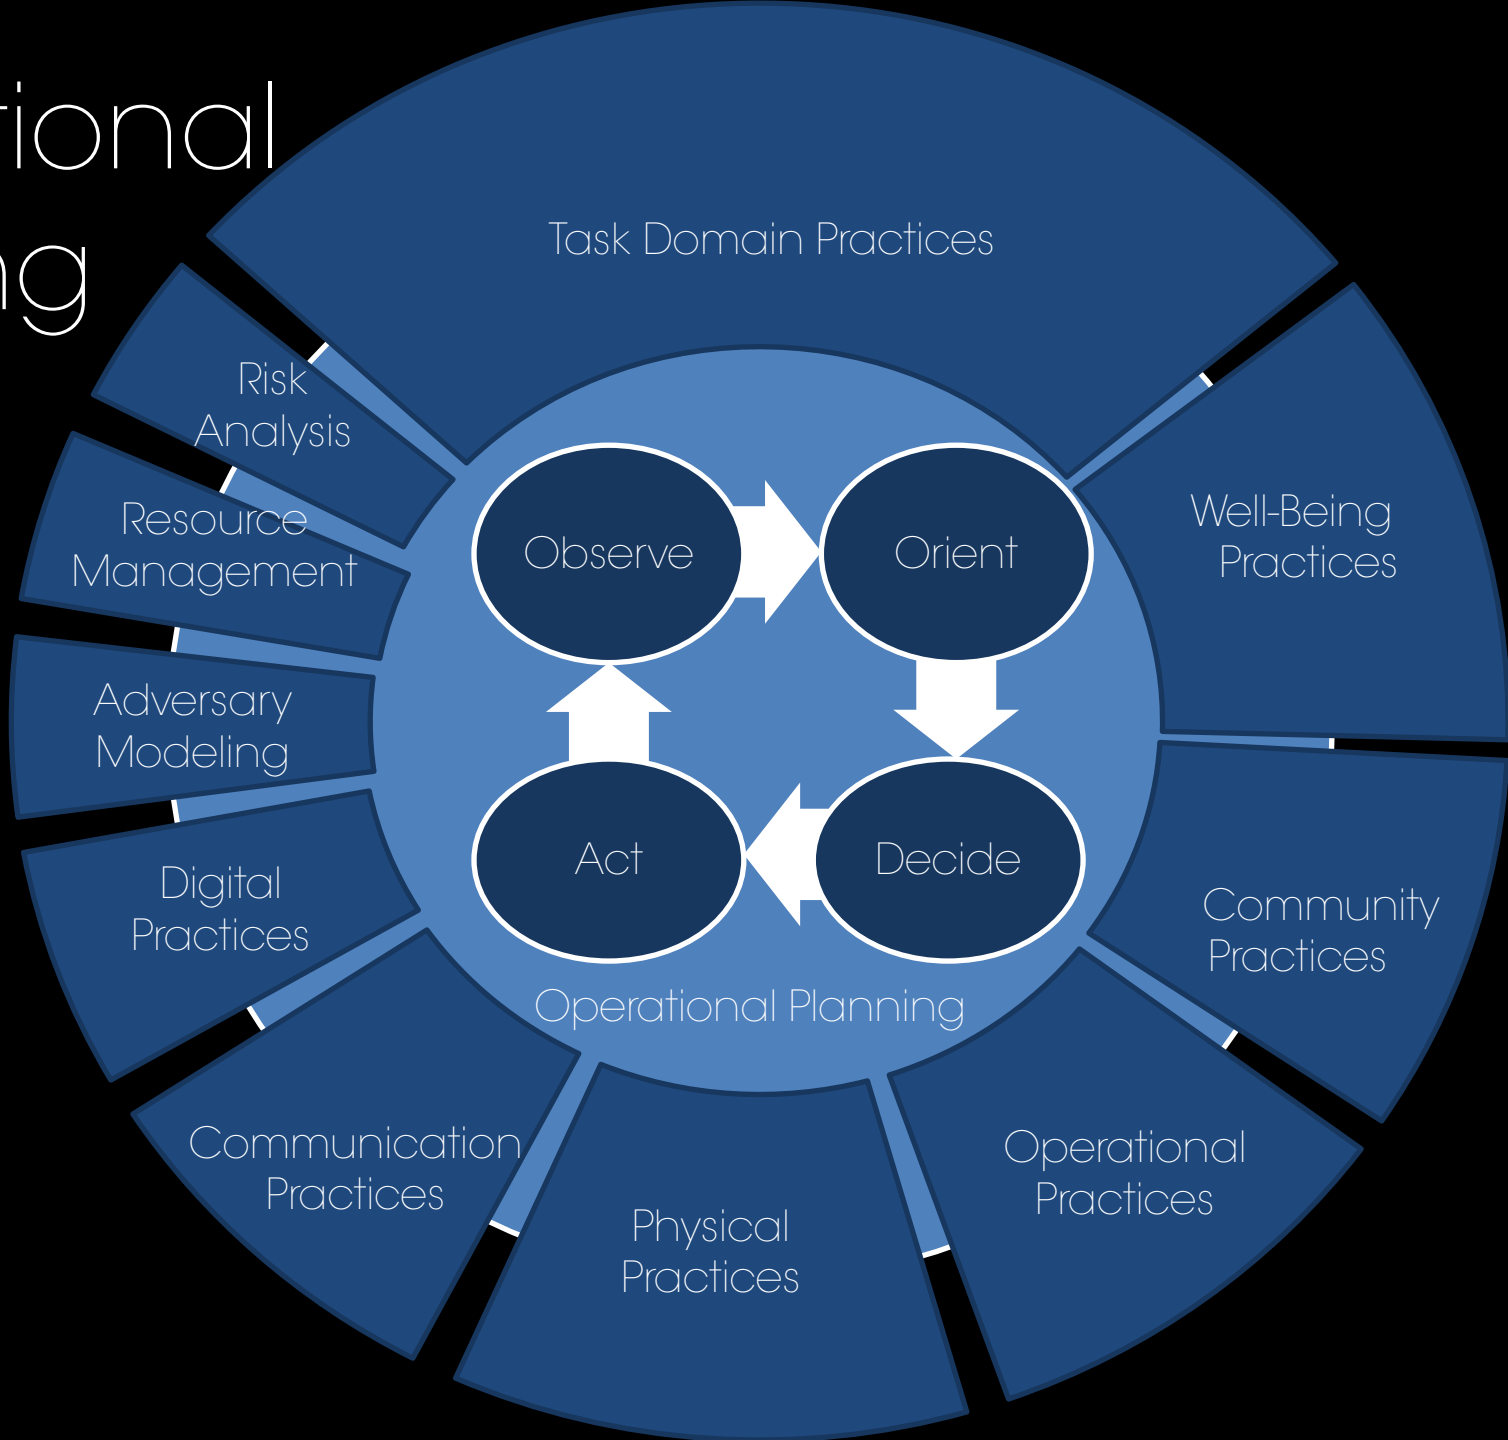 tional
ng
Task Domain Practices
Risk
Analysis
Resource
Management
Adversary
Modeling
Digital
Practices
Communication
Practices
Physical
Practices
Operational
Practices
Community
Practices
Well-Being
Practices
Observe
Orient
Decide
Act
Operational Planning